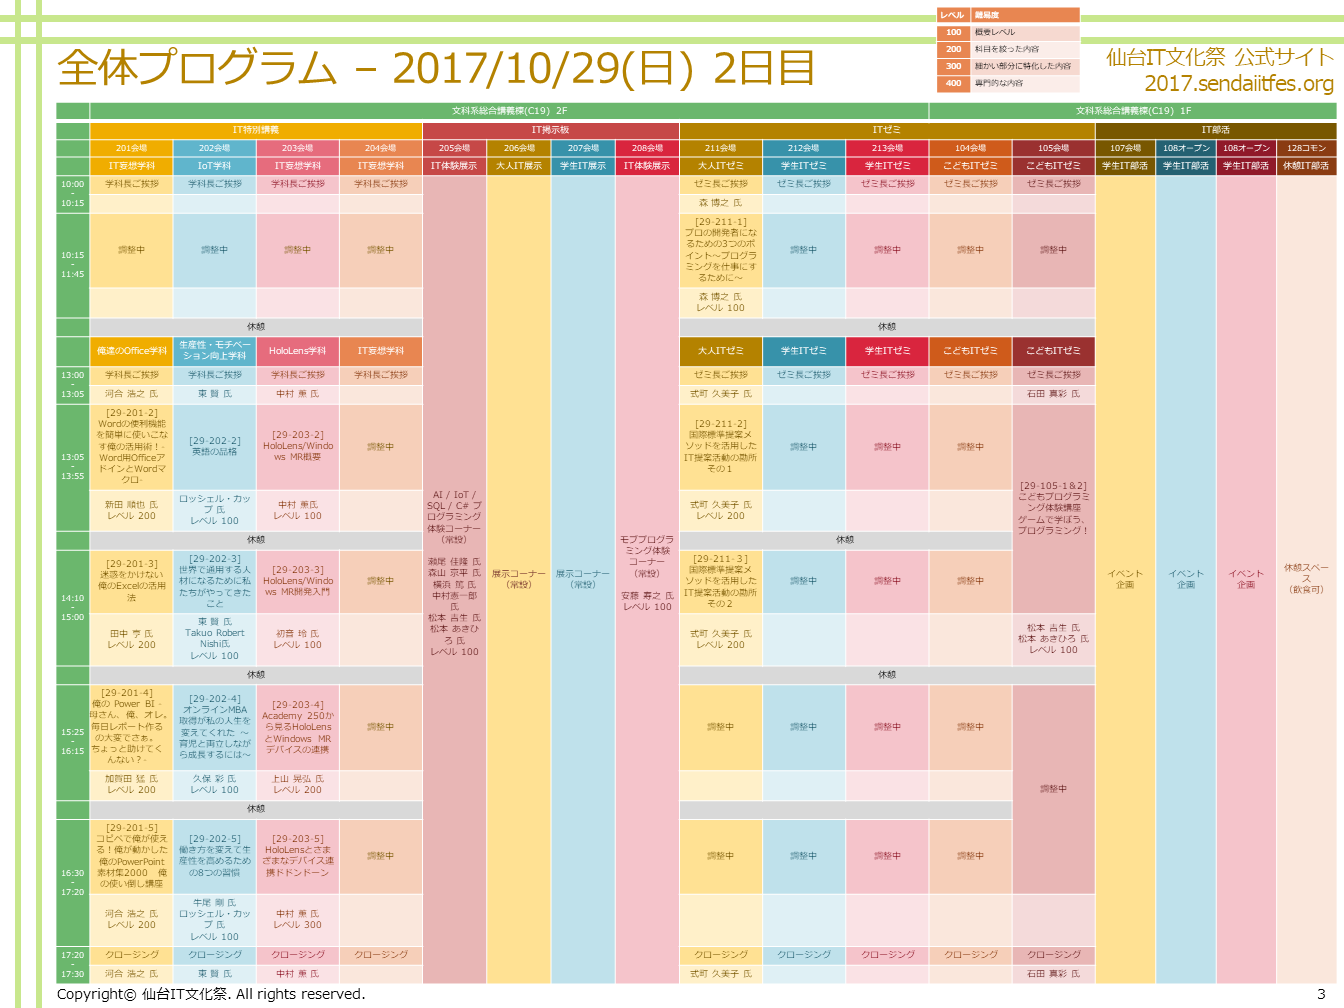 レベル 難易度
100 概要レベル
200 科目を絞った内容
300 細かい部分に特化した内容
400 専門的な内容
全体プログラム － 2017/10/29(日) 2日目
仙台IT文化祭 公式サイト
2017.sendaiitfes.org
文科系総合講義棟(C19) 2F 文科系総合講義棟(C19) 1F
IT特別講義 IT掲示板 ITゼミ IT部活
201会場 202会場 203会場 204会場 205会場 206会場 207会場 208会場 211会場 212会場 213会場 104会場 105会場 107会場 108オープン 108オープン 128コモン
IT妄想学科 IoT学科 IT妄想学科 IT妄想学科 IT体験展示 大人IT展示 学生IT展示 IT体験展示 大人ITゼミ 学生ITゼミ 学生ITゼミ こどもITゼミ こどもITゼミ 学生IT部活 学生IT部活 学生IT部活 休憩IT部活
10:00
-
10:15
学科長ご挨拶 学科長ご挨拶 学科長ご挨拶 学科長ご挨拶 ゼミ長ご挨拶 ゼミ長ご挨拶 ゼミ長ご挨拶 ゼミ長ご挨拶 ゼミ長ご挨拶
森 博之 氏
10:15
-
11:45
調整中 調整中 調整中 調整中
[29-211-1]
プロの開発者にな
るための3つのポ
イント～プログラ
ミングを仕事にす
るために～
調整中 調整中 調整中 調整中
森 博之 氏
レベル 100
休憩 休憩
俺達のOffice学科
生産性・モチベー
ション向上学科
HoloLens学科 IT妄想学科 大人ITゼミ 学生ITゼミ 学生ITゼミ こどもITゼミ こどもITゼミ
13:00
-
13:05
学科長ご挨拶 学科長ご挨拶 学科長ご挨拶 学科長ご挨拶 ゼミ長ご挨拶 ゼミ長ご挨拶 ゼミ長ご挨拶 ゼミ長ご挨拶 ゼミ長ご挨拶
河合 浩之 氏 東 賢 氏 中村 薫 氏 式町 久美子 氏 石田 真彩 氏
13:05
-
13:55
[29-201-2]
Wordの便利機能
を簡単に使いこな
す俺の活用術！-
Word用Officeア
ドインとWordマ
クロ-
[29-202-2]
英語の品格
[29-203-2]
HoloLens/Windo
ws MR概要
調整中
[29-211-2]
国際標準提案メ
ソッドを活用した
IT提案活動の勘所
その１
調整中 調整中 調整中
新田 順也 氏
レベル 200
ロッシェル・カッ
プ 氏
レベル 100
中村 薫氏
レベル 100
式町 久美子 氏
レベル 200
[29-105-1&2]
こどもプログラミ
ング体験講座
ゲームで学ぼう、
プログラミング！
松本 吉生 氏
松本 あきひろ 氏
レベル 100
AI / IoT /
SQL / C# プ
ログラミング
体験コーナー
（常設）
瀬尾 佳隆 氏
森山 京平 氏
横浜 篤 氏
中村憲一郎
氏
松本 吉生 氏
松本 あきひ
ろ 氏
レベル 100
展示コーナー
（常設）
展示コーナー
（常設）
モブプログラ
ミング体験
コーナー
（常設）
安藤 寿之 氏
レベル 100
イベント
企画
イベント
企画
イベント
企画
休憩スペー
ス
（飲食可）
休憩 休憩
14:10
-
15:00
[29-201-3]
迷惑をかけない
俺のExcelの活用
法
[29-202-3]
世界で通用する人
材になるために私
たちがやってきた
こと
[29-203-3]
HoloLens/Windo
ws MR開発入門
調整中
[29-211-3]
国際標準提案メ
ソッドを活用した
IT提案活動の勘所
その２
調整中 調整中 調整中
田中 亨 氏
レベル 200
東 賢 氏
Takuo Robert
Nishi氏
レベル 100
初音 玲 氏
レベル 100
式町 久美子 氏
レベル 200
休憩 休憩
15:25
-
16:15
[29-201-4]
俺の Power BI -
母さん、俺、オレ。
毎日レポート作る
の大変でさぁ。
ちょっと助けてく
んない？-
[29-202-4]
オンラインMBA
取得が私の人生を
変えてくれた ～
育児と両立しなが
ら成長するには～
[29-203-4]
Academy 250か
ら見るHoloLens
とWindows MR
デバイスの連携
調整中 調整中 調整中 調整中 調整中
加賀田 猛 氏
レベル 200
久保 彩 氏
レベル 100
上山 晃弘 氏
レベル 200
休憩
16:30
-
17:20
[29-201-5]
コピペで俺が使え
る！俺が動かした
俺のPowerPoint
素材集2000 俺
の使い倒し講座
[29-202-5]
働き方を変えて生
産性を高めるため
の8つの習慣
[29-203-5]
HoloLensとさま
ざまなデバイス連
携ドドンドーン
調整中 調整中 調整中 調整中
河合 浩之 氏
レベル 200
牛尾 剛 氏
ロッシェル・カッ
プ 氏
レベル 100
中村 薫 氏
レベル 300
17:20
-
17:30
クロージング クロージング クロージング クロージング クロージング クロージング クロージング クロージング クロージング
河合 浩之 氏 東 賢 氏 中村 薫 氏 式町 久美子 氏 石田 真彩 氏
Copyright© 仙台IT文化祭. All rights reserved.
3